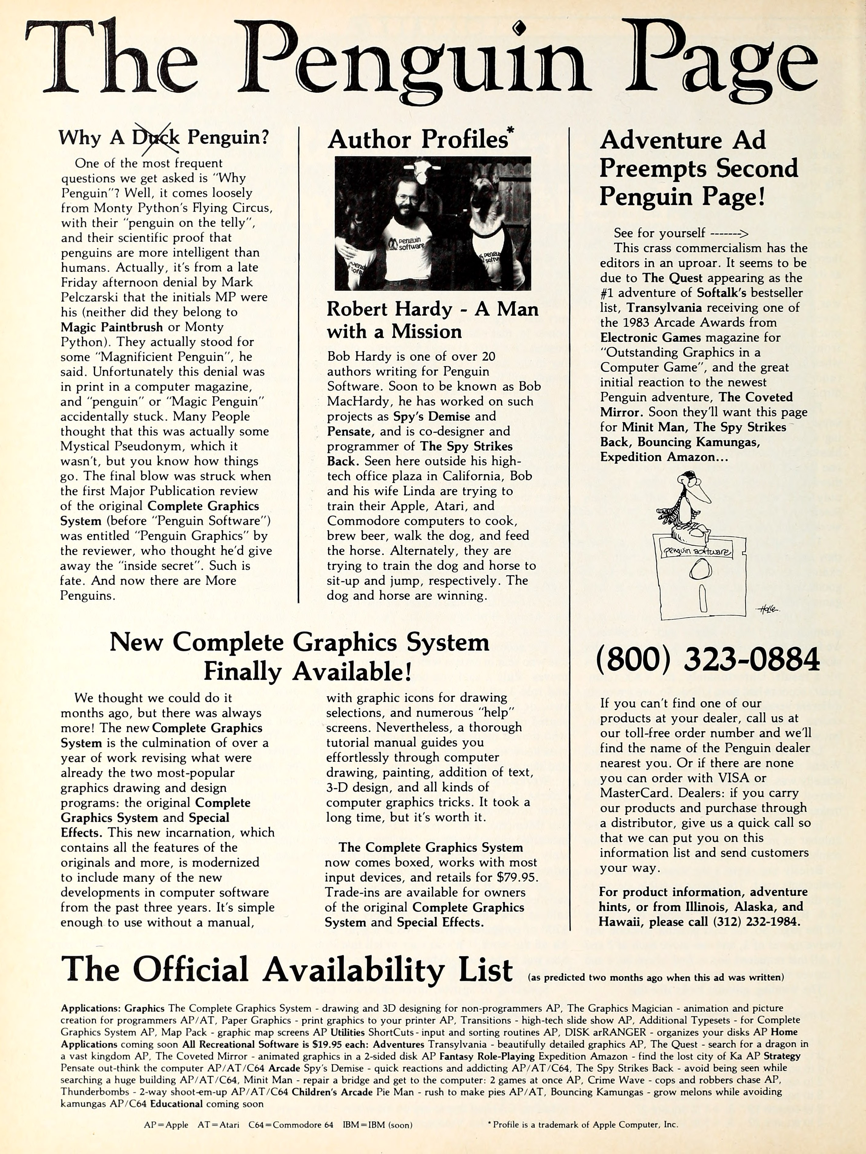 The Penguin Page
Why A Duck Penguin?
One of the most frequent
questions we get asked is "Why
Penguin"? Well, it comes loosely
from Monty Python's Flying Circus,
with their "penguin on the telly",
and their scientific proof that
penguins are more intelligent than
humans. Actually, it's from a late
Friday afternoon denial by Mark
Pelczarski that the initials MP were
his (neither did they belong to
Magic Paintbrush or Monty
Python). They actually stood for
some "Magnificient Penguin", he
said. Unfortunately this denial was
in print in a computer magazine,
and "penguin" or "Magic Penguin"
accidentally stuck. Many People
thought that this was actually some
Mystical Pseudonym, which it
wasn't, but you know how things
go. The final blow was struck when
the first Major Publication review
of the original Complete Graphics
System (before "Penguin Software")
was entitled "Penguin Graphics" by
the reviewer, who thought he'd give
away the "inside secret". Such is
fate. And now there are More
Penguins.
Author Profiles*
penguin
software
Robert Hardy - A Man
with a Mission
Bob Hardy is one of over 20
authors writing for Penguin
Software. Soon to be known as Bob
MacHardy, he has worked on such
projects as Spy's Demise and
Pensate, and is co-designer and
programmer of The Spy Strikes
Back. Seen here outside his high-
tech office plaza in California, Bob
and his wife Linda are trying to
train their Apple, Atari, and
Commodore computers to cook,
brew beer, walk the dog, and feed
the horse. Alternately, they are
trying to train the dog and horse to
sit-up and jump, respectively. The
dog and horse are winning.
Adventure Ad
Preempts Second
Penguin Page!
See for yourself ------->
This crass commercialism has the
editors in an uproar. It seems to be
due to The Quest appearing as the
#1 adventure of Softalk's bestseller
list, Transylvania receiving one of
the 1983 Arcade Awards from
Electronic Games magazine for
"Outstanding Graphics in a
Computer Game", and the great
initial reaction to the newest
Penguin adventure, The Coveted
Mirror. Soon they'll want this page
for Minit Man, The Spy Strikes
Back, Bouncing Kamungas,
Expedition Amazon...
penguin software
(800) 323-0884
If you can't find one of our
products at your dealer, call us at
our toll-free order number and we'll
find the name of the Penguin dealer
nearest you. Or if there are none
you can order with VISA or
MasterCard. Dealers: if you carry
our products and purchase through
a distributor, give us a quick call so
that we can put you on this
information list and send customers
your way.
For product information, adventure
hints, or from Illinois, Alaska, and
Hawaii, please call (312) 232-1984.
New Complete Graphics System
Finally Available!
We thought we could do it
months ago, but there was always
more! The new Complete Graphics
System is the culmination of over a
year of work revising what were
already the two most-popular
graphics drawing and design
programs: the original Complete
Graphics System and Special
Effects. This new incarnation, which
contains all the features of the
originals and more, is modernized
to include many of the new
developments in computer software
from the past three years. It's simple
enough to use without a manual,
with graphic icons for drawing
selections, and numerous "help"
screens. Nevertheless, a thorough
tutorial manual guides you
effortlessly through computer
drawing, painting, addition of text,
3-D design, and all kinds of
computer graphics tricks. It took a
long time, but it's worth it.
The Complete Graphics System
now comes boxed, works with most
input devices, and retails for $79.95.
Trade-ins are available for owners
of the original Complete Graphics
System and Special Effects.
The Official Availability List (as predicted two months ago when this ad was written)
Applications: Graphics The Complete Graphics System - drawing and 3D designing for non-programmers AP, The Graphics Magician - animation and picture
creation for programmers AP/AT, Paper Graphics - print graphics to your printer AP, Transitions - high-tech slide show AP, Additional Typesets - for Complete
Graphics System AP, Map Pack - graphic map screens AP Utilities ShortCuts - input and sorting routines AP, DISK arRANGER - organizes your disks AP Home
Applications coming soon All Recreational Software is $19.95 each: Adventures Transylvania - beautifully detailed graphics AP, The Quest - search for a dragon in
a vast kingdom AP, The Coveted Mirror - animated graphics in a 2-sided disk AP Fantasy Role-Playing Expedition Amazon - find the lost city of Ka AP Strategy
Pensate out-think the computer AP/AT/C64 Arcade Spy's Demise - quick reactions and addicting AP/AT/C64, The Spy Strikes Back - avoid being seen while
searching a huge building AP/AT/C64, Minit Man - repair a bridge and get to the computer: 2 games at once AP, Crime Wave - cops and robbers chase AP,
Thunderbombs - 2-way shoot-em-up AP/AT/C64 Children's Arcade Pie Man - rush to make pies AP/AT, Bouncing Kamungas - grow melons while avoiding
kamungas AP/C64 Educational coming soon
AP=Apple AT=Atari C64=Commodore 64 IBM=IBM (soon)
*Profile is a trademark of Apple Computer, Inc.